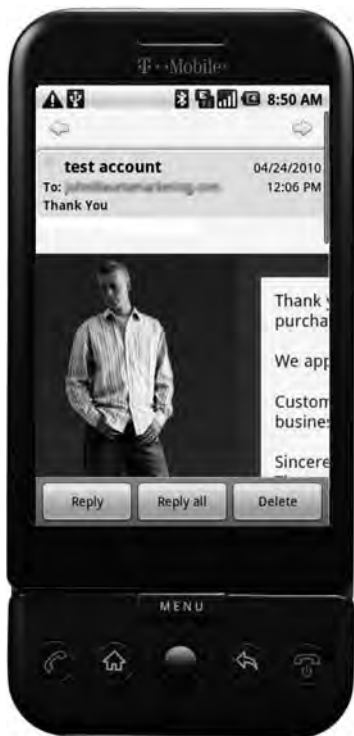 T··Mobile·
8:50 AM
test account 04/24/2010
To: 12:06 PM
Thank You
Thank
purcha
We app
Custom
busines
Sincere
Reply Reply all Delete
MENU